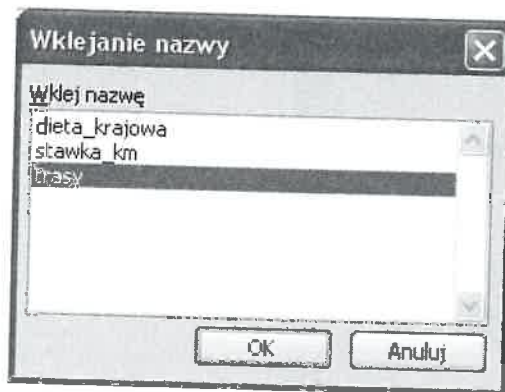 Wklejanie nazwy
Wklej nazwę
dieta_krajowa
stawka_km
Trasy
OK
Anuluj